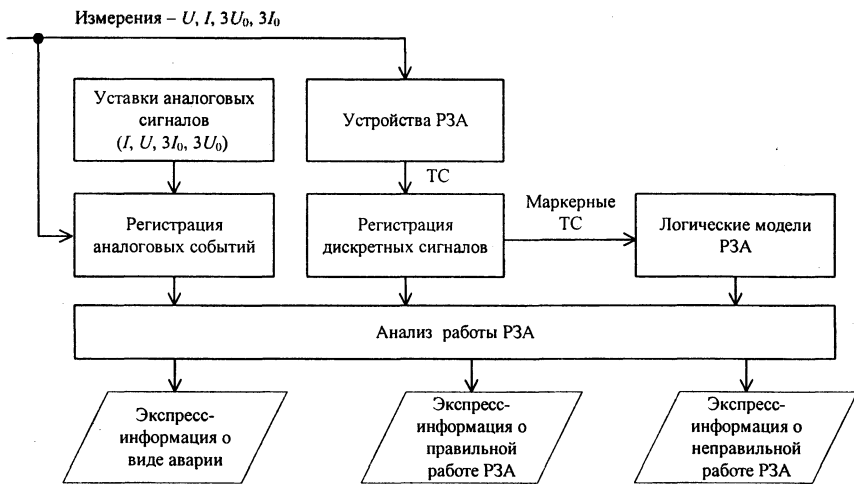 Измерения – U, I, 3U₀, 3I₀
Уставки аналоговых
сигналов
(I, U, 3I₀, 3U₀)
Устройства РЗА
ТС
Регистрация
аналоговых событий
Регистрация
дискретных сигналов
Маркерные
ТС
Логические модели
РЗА
Анализ работы РЗА
Экспресс-
информация о
виде аварии
Экспресс-
информация о
правильной
работе РЗА
Экспресс-
информация о
неправильной
работе РЗА